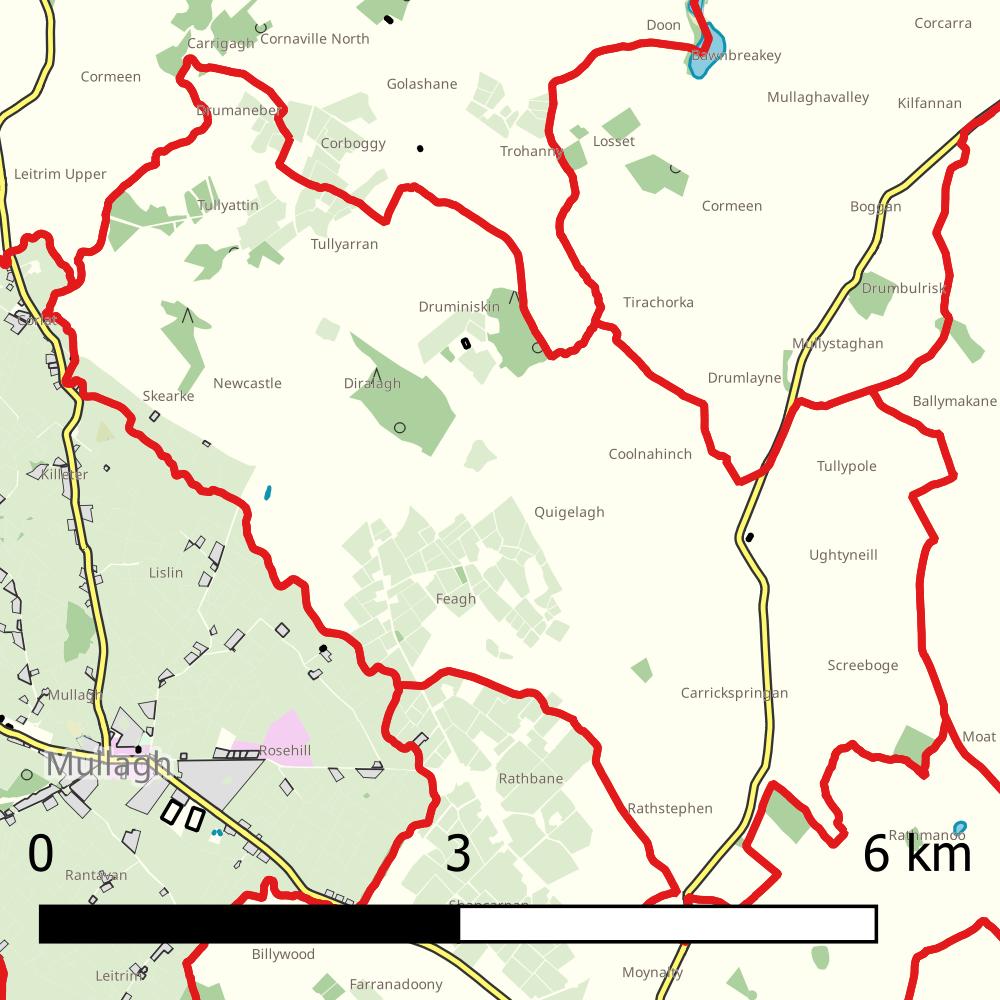 Doon
Corcarra
Carrigagh
Cornaville North
Bawnbreakey
Cormeen
Golashane
Mullaghavalley
Kilfannan
Drumaneber
Corboggy
Trohanny
Losset
Leitrim Upper
Tullyattin
Cormeen
Boggan
Tullyarran
Drumbulrisk
Druminiskin
Tirachorka
Corlat
Mullystaghan
Newcastle
Diralagh
Drumlayne
Skearke
Ballymakane
Coolnahinch
Tullypole
Killeter
Quigelagh
Ughtyneill
Lislin
Feagh
Screeboge
Mullagh
Carrickspringan
Moat
Rosehill
Mullagh
Rathbane
Rathstephen
Rathmanoo
0 3 6 km
Rantavan
Shancarnan
Billywood
Leitrim
Moynalty
Farranadoony